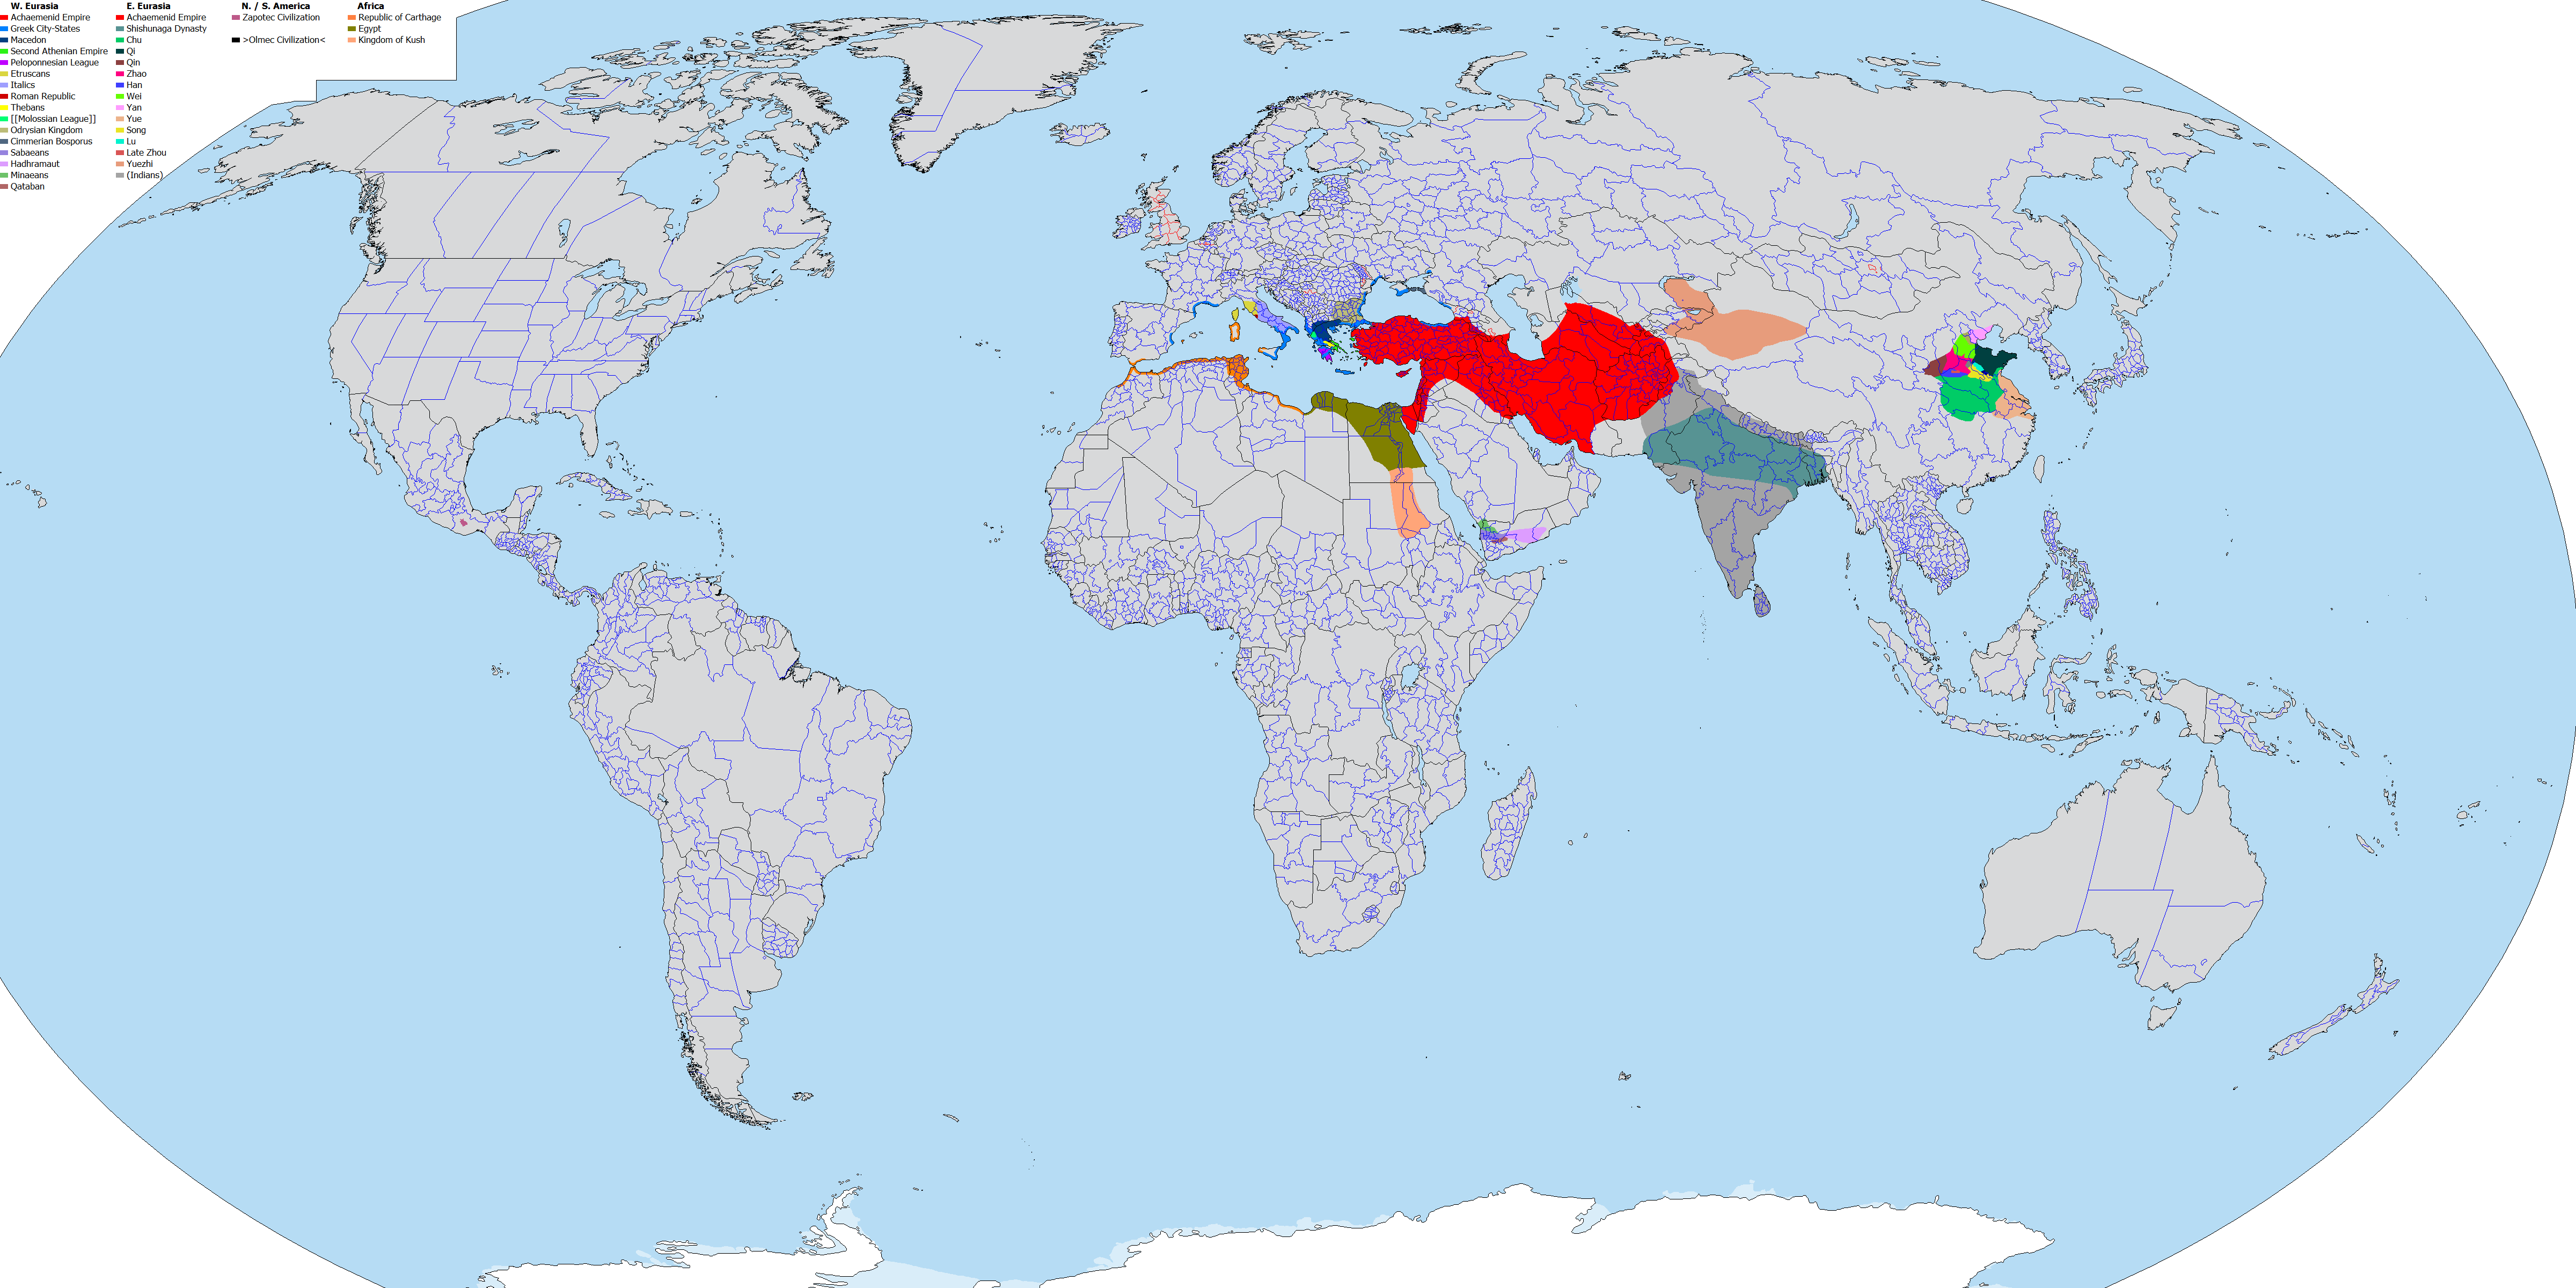 W. Eurasia
Achaemenid Empire
Greek City-States
Macedon
Second Athenian Empire
Peloponnesian League
Etruscans
Italics
Roman Republic
Thebans
[[Molossian League]]
Odrysian Kingdom
Cimmerian Bosporus
Sabaeans
Hadhramaut
Minaeans
Qataban
E. Eurasia
Achaemenid Empire
Shishunaga Dynasty
Chu
Qi
Qin
Zhao
Han
Wei
Yan
Yue
Song
Lu
Late Zhou
Yuezhi
(Indians)
N. / S. America
Zapotec Civilization
>Olmec Civilization<
Africa
Republic of Carthage
Egypt
Kingdom of Kush